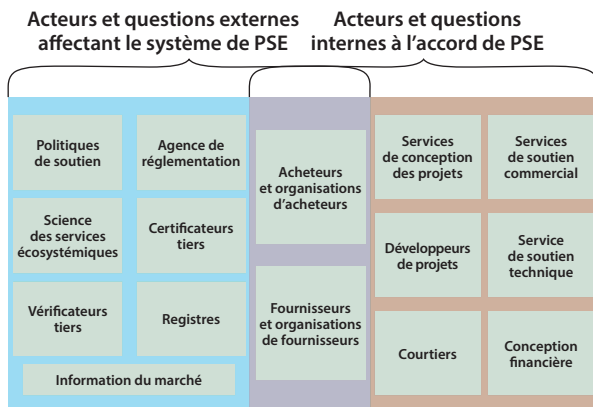 Acteurs et questions externes
affectant le système de PSE
Acteurs et questions
internes à l'accord de PSE
Politiques
de soutien
Agence de
réglementation
Science
des services
écosystémiques
Certificateurs
tiers
Vérificateurs
tiers
Registres
Information du marché
Acheteurs
et organisations
d'acheteurs
Fournisseurs
et organisations
de fournisseurs
Services
de conception
des projets
Services
de soutien
commercial
Développeurs
de projets
Service
de soutien
technique
Courtiers
Conception
financière